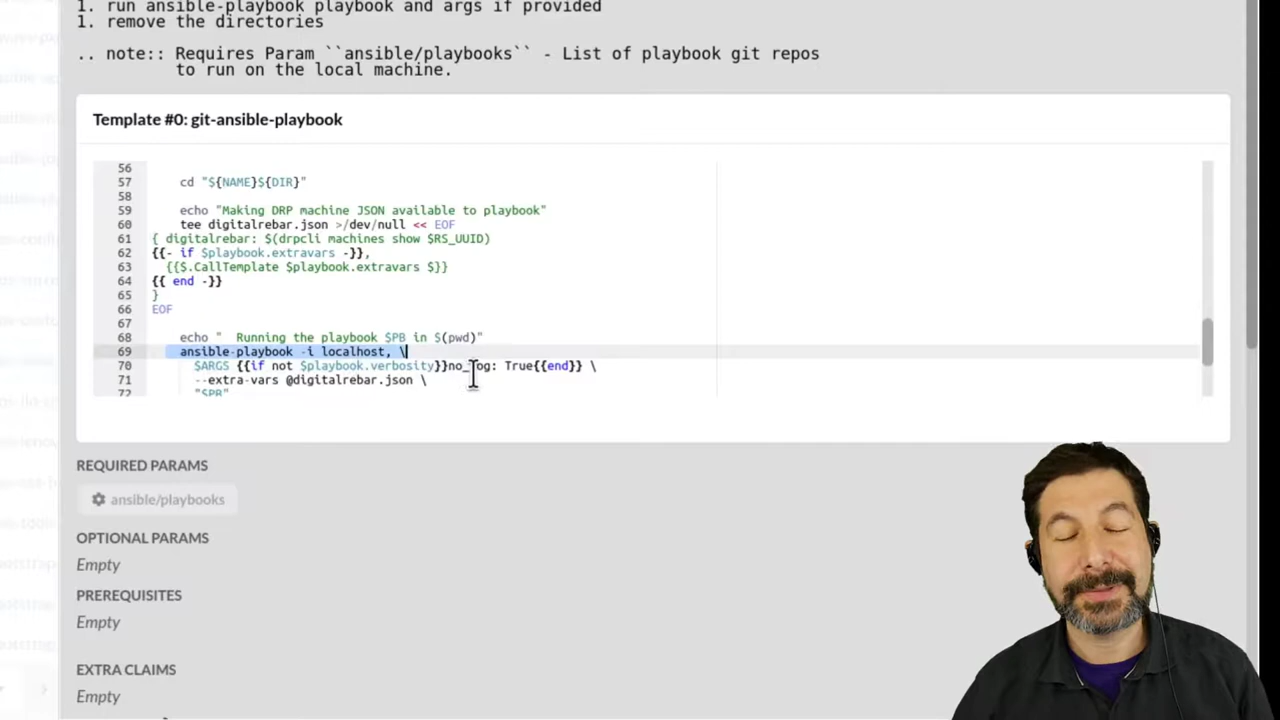 1. run ansible-playbook playbook and args if provided
1. remove the directories
.. note:: Requires Param ``ansible/playbooks`` - List of playbook git repos
to run on the local machine.
Template #0: git-ansible-playbook
56
57 cd "${NAME}${DIR}"
58
59 echo "Making DRP machine JSON available to playbook"
60 tee digitalrebar.json >/dev/null << EOF
61 { digitalrebar: $(drpcli machines show $RS_UUID)
62 {{- if $playbook.extravars -}},
63 {{$.CallTemplate $playbook.extravars $}}
64 {{ end -}}
65 }
66 EOF
67
68 echo " Running the playbook $PB in $(pwd)"
69 ansible-playbook -i localhost, \
70 $ARGS {{if not $playbook.verbosity}}no_log: True{{end}} \
71 --extra-vars @digitalrebar.json \
72 "$PB"
REQUIRED PARAMS
ansible/playbooks
OPTIONAL PARAMS
Empty
PREREQUISITES
Empty
EXTRA CLAIMS
Empty